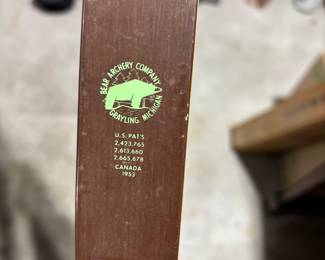 BEAR ARCHERY COMPANY
GRAYLING MICHIGAN
U.S. PAT'S
2,423,765
2,613,660
2,665,678
CANADA
1953